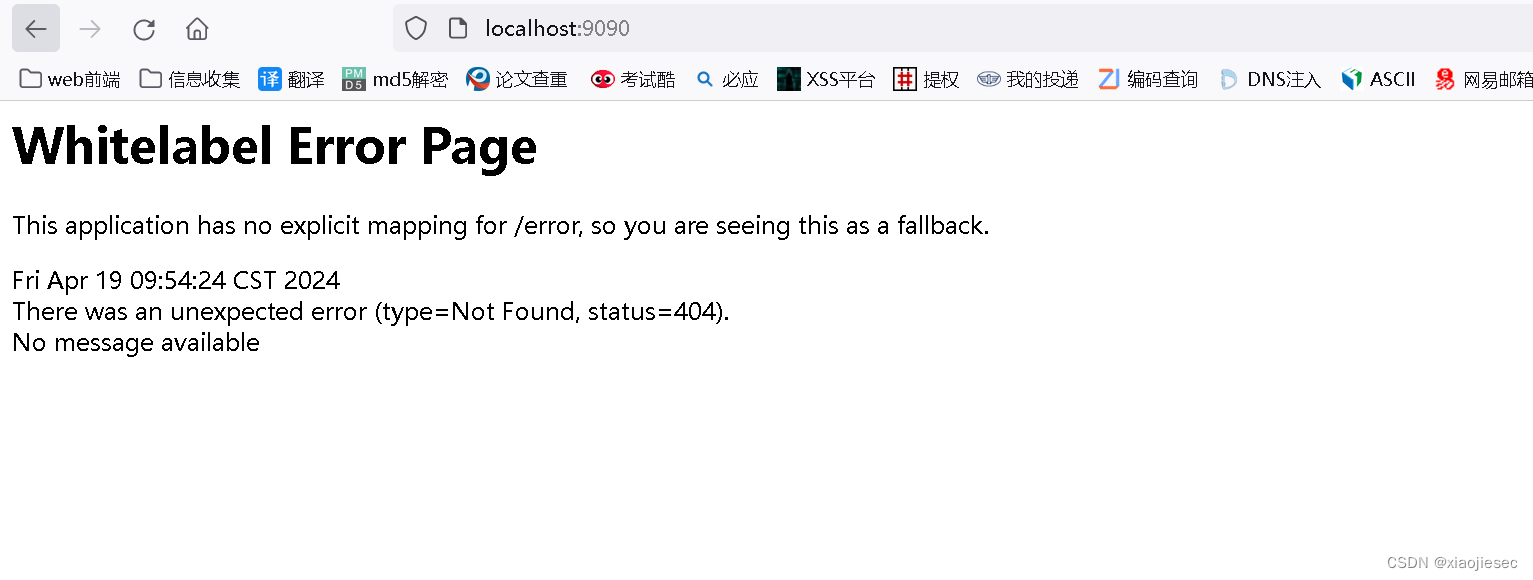 localhost:9090
web前端 信息收集 译 翻译 PM D5 md5解密 论文查重 考试酷 必应 XSS平台 提权 我的投递 编码查询 DNS注入 ASCII 网易邮箱
Whitelabel Error Page
This application has no explicit mapping for /error, so you are seeing this as a fallback.
Fri Apr 19 09:54:24 CST 2024
There was an unexpected error (type=Not Found, status=404).
No message available
CSDN @xiaojiesec